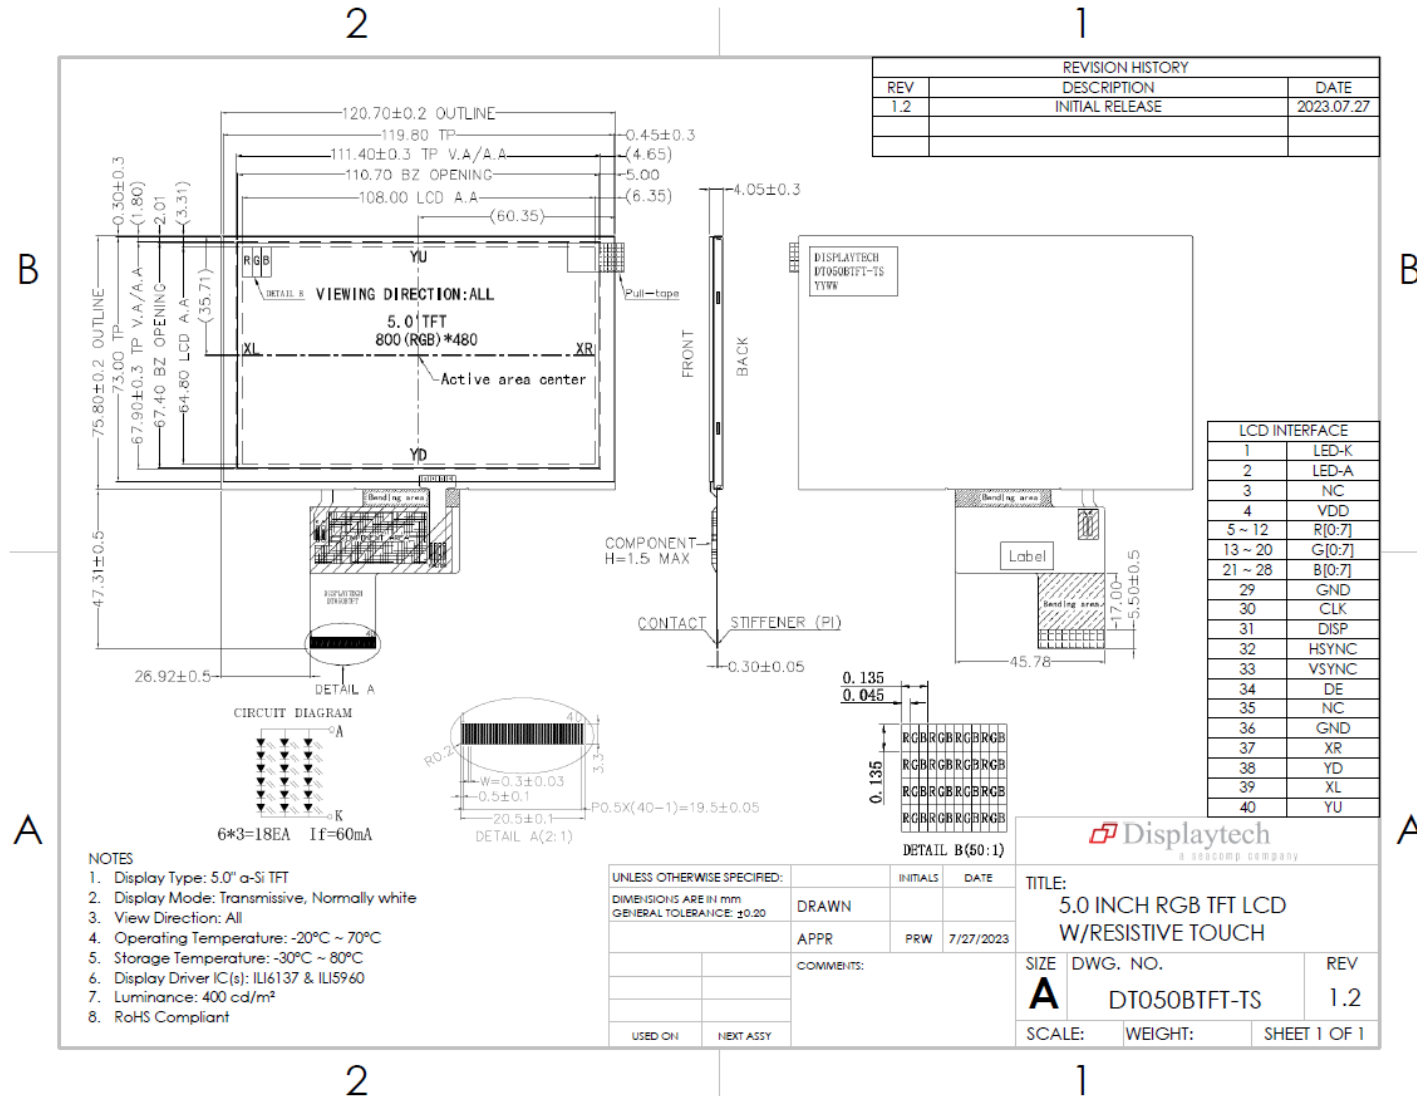 2
1
REVISION HISTORY
REV DESCRIPTION DATE
1.2 INITIAL RELEASE 2023.07.27
120.70±0.2 OUTLINE
119.80 TP
0.45±0.3
111.40±0.3 TP V.A/A.A
(4.65)
110.70 BZ OPENING
5.00
108.00 LCD A.A
(6.35)
(60.35)
0.30±0.3
(1.80)
2.01
(3.31)
75.80±0.2 OUTLINE
73.00 TP
67.90±0.3 TP V.A/A.A
67.40 BZ OPENING
64.80 LCD A.A
(35.71)
47.31±0.5
B
B
RGB
YU
DETAIL B
VIEWING DIRECTION:ALL
5.0'TFT
800(RGB)*480
XL
XR
Active area center
YD
Pull-tape
Bending area
DISPLAYTECH
DT050BTFT
40
26.92±0.5
DETAIL A
4.05±0.3
FRONT
BACK
COMPONENT
H=1.5 MAX
CONTACT
STIFFENER (PI)
0.30±0.05
DISPLAYTECH
DT050BTFT-TS
YYWW
Bending area
Label
Bending area
17.00
5.50±0.5
45.78
LCD INTERFACE
1 LED-K
2 LED-A
3 NC
4 VDD
5 ~ 12 R[0:7]
13 ~ 20 G[0:7]
21 ~ 28 B[0:7]
29 GND
30 CLK
31 DISP
32 HSYNC
33 VSYNC
34 DE
35 NC
36 GND
37 XR
38 YD
39 XL
40 YU
CIRCUIT DIAGRAM
A
K
6*3=18EA If=60mA
40
R0.2
3.3
W=0.3±0.03
0.5±0.1
P0.5X(40-1)=19.5±0.05
20.5±0.1
DETAIL A(2:1)
0.135
0.045
0.135
RGBRGBRGBRGB
RGBRGBRGBRGB
RGBRGBRGBRGB
RGBRGBRGBRGB
DETAIL B(50:1)
A
A
NOTES
1. Display Type: 5.0" a-Si TFT
2. Display Mode: Transmissive, Normally white
3. View Direction: All
4. Operating Temperature: -20°C ~ 70°C
5. Storage Temperature: -30°C ~ 80°C
6. Display Driver IC(s): ILI6137 & ILI5960
7. Luminance: 400 cd/m²
8. RoHS Compliant
UNLESS OTHERWISE SPECIFIED:
DIMENSIONS ARE IN mm
GENERAL TOLERANCE: ±0.20
INITIALS DATE
DRAWN
APPR PRW 7/27/2023
COMMENTS:
USED ON NEXT ASSY
Displaytech
a seacomp company
TITLE:
5.0 INCH RGB TFT LCD
W/RESISTIVE TOUCH
SIZE DWG. NO. REV
A DT050BTFT-TS 1.2
SCALE: WEIGHT: SHEET 1 OF 1
2
1